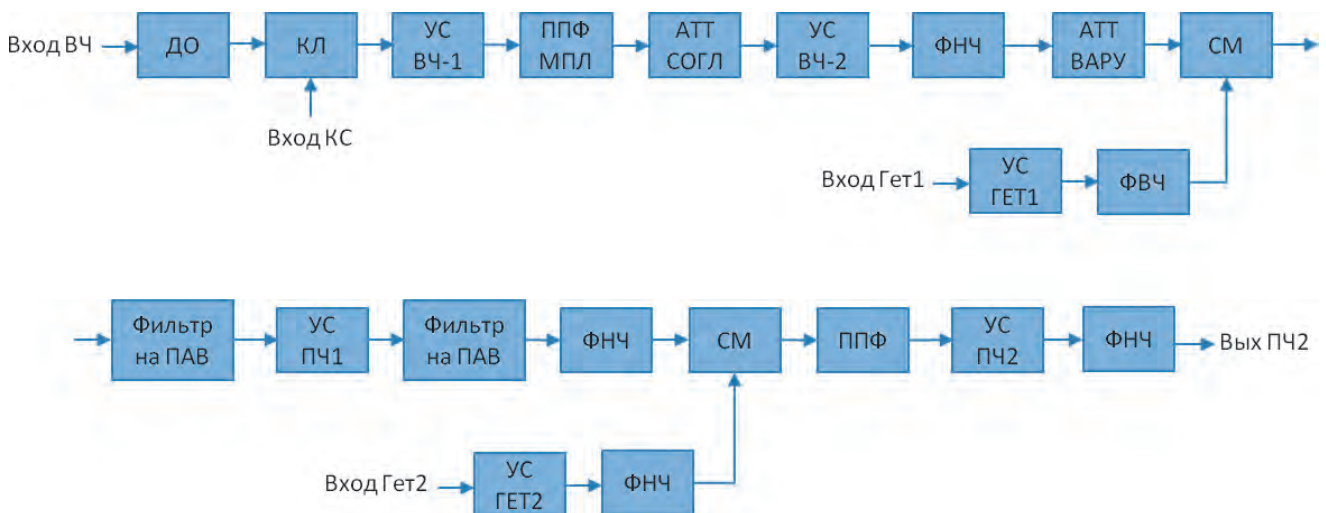 Вход ВЧ
ДО
КЛ
УС
ВЧ-1
ППФ
МПЛ
АТТ
СОГЛ
УС
ВЧ-2
ФНЧ
АТТ
ВАРУ
СМ
Вход КС
Вход Гет1
УС
ГЕТ1
ФВЧ
Фильтр
на ПАВ
УС
ПЧ1
Фильтр
на ПАВ
ФНЧ
СМ
ППФ
УС
ПЧ2
ФНЧ
Вых ПЧ2
Вход Гет2
УС
ГЕТ2
ФНЧ